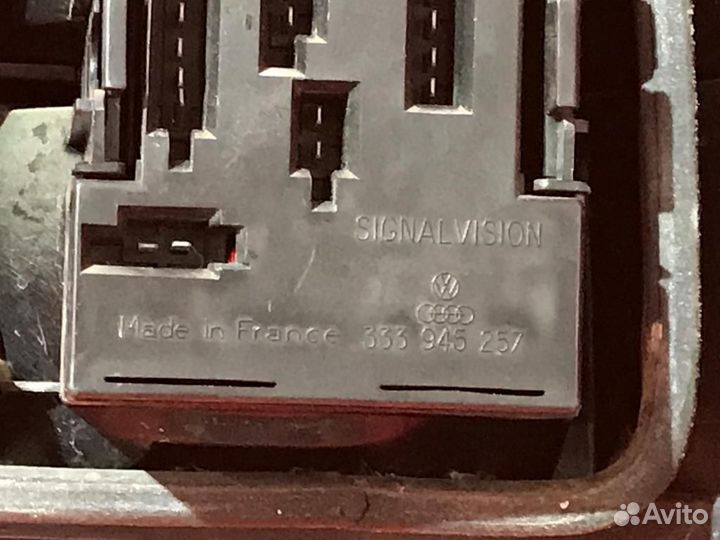 SIGNALVISION
Made in France 333 945 257
Avito